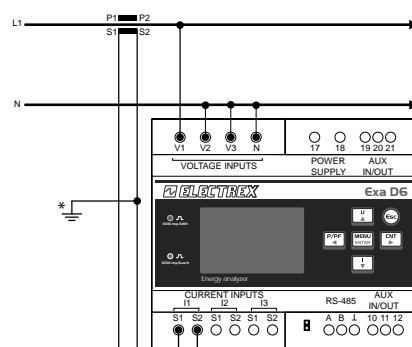 P1 P2
L1
S1 S2
N
V1 V2 V3 N 17 18 19 20 21
VOLTAGE INPUTS POWER SUPPLY AUX IN/OUT
ELECTREX Exa D6
U Esc
P/PF MENU ENTER CNT
I
Energy analyzer
CURRENT INPUTS
I1 I2 I3 RS-485 AUX IN/OUT
S1 S2 S1 S2 S1 S2 A B ⊥ 10 11 12
*